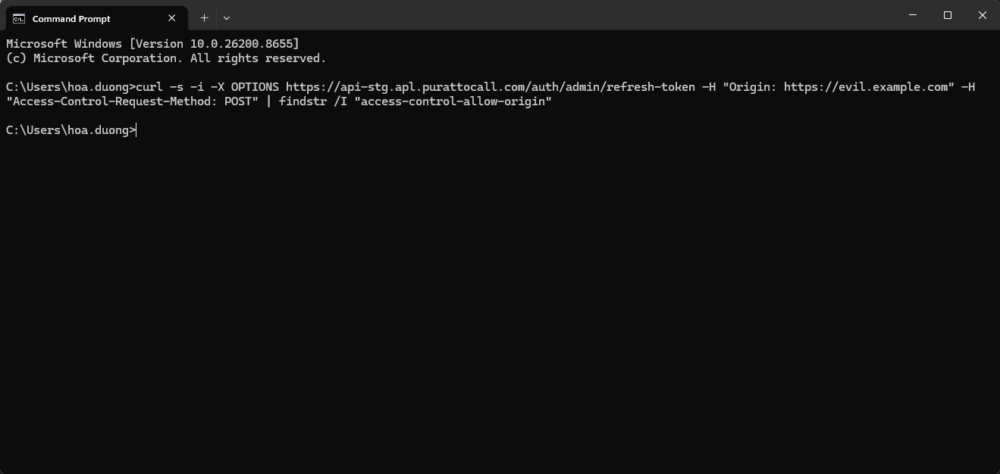 Command Prompt
Microsoft Windows [Version 10.0.26200.8655]
(c) Microsoft Corporation. All rights reserved.
C:\Users\hoa.duong>curl -s -i -X OPTIONS https://api-stg.apl.purattocall.com/auth/admin/refresh-token -H "Origin: https://evil.example.com" -H
"Access-Control-Request-Method: POST" | findstr /I "access-control-allow-origin"
C:\Users\hoa.duong>